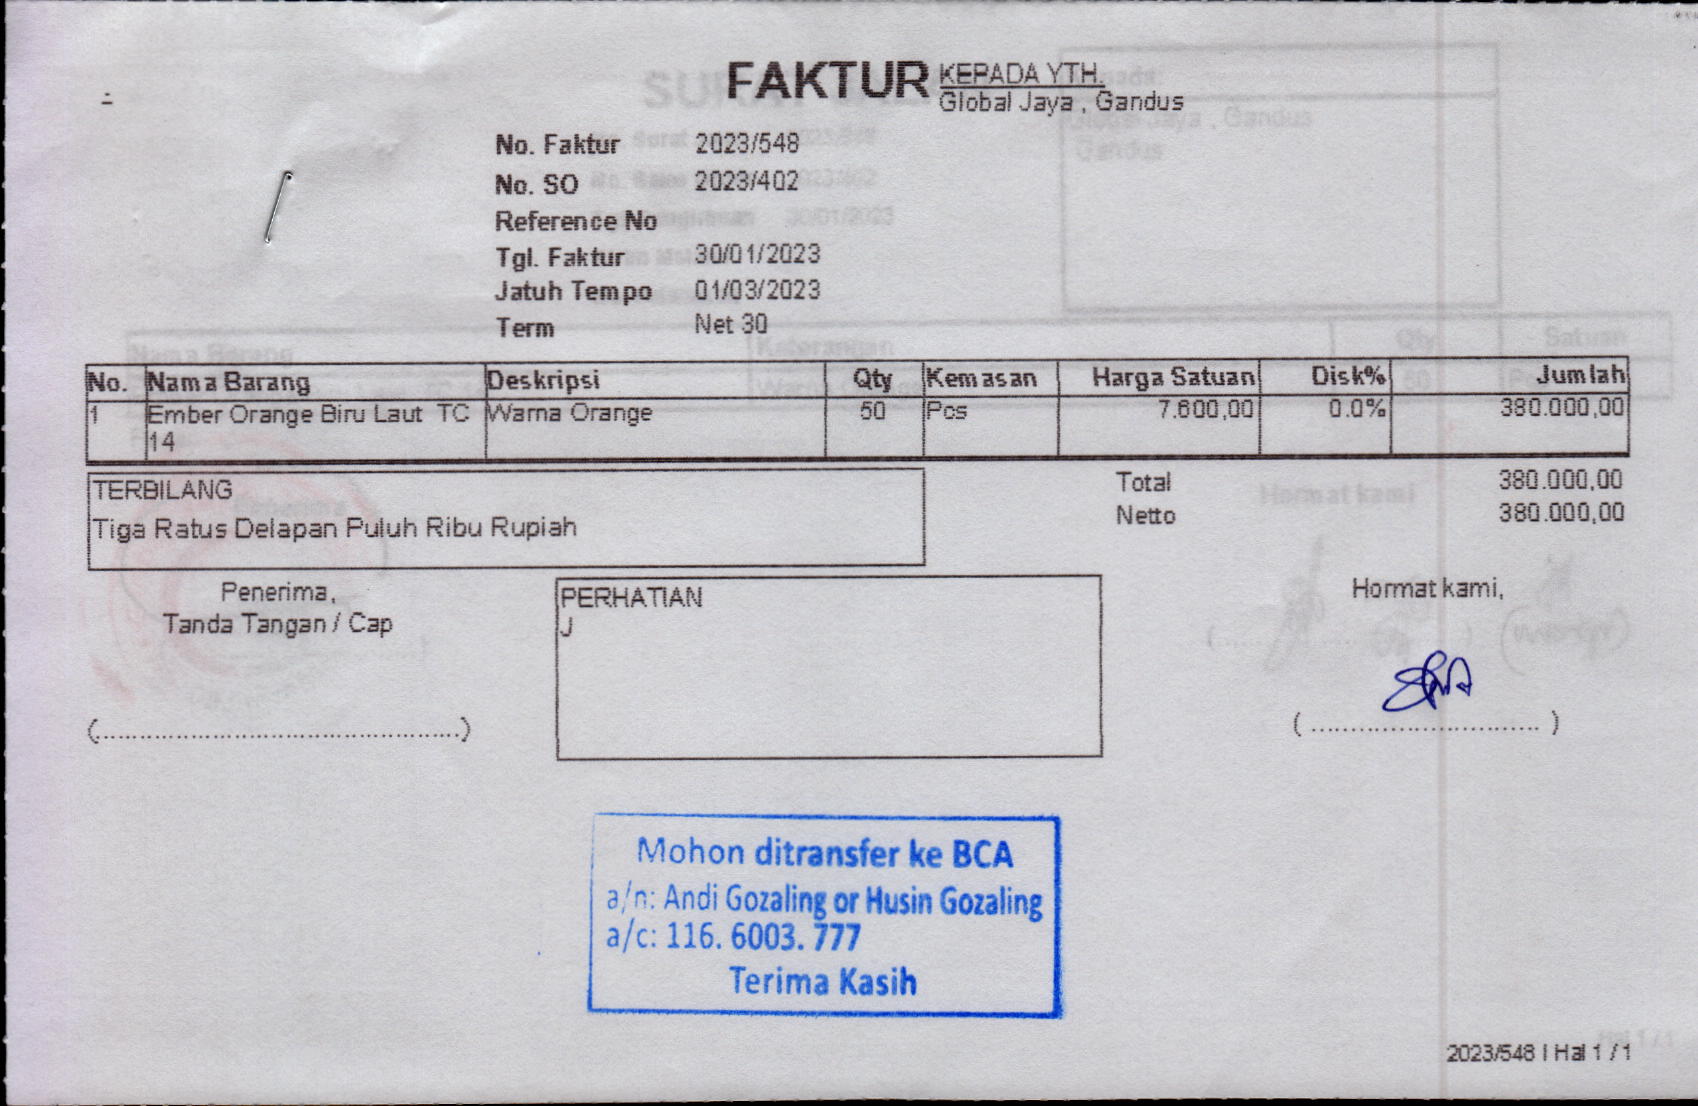 FAKTUR
KEPADA YTH.
Global Jaya , Gandus
No. Faktur 2023/548
No. SO 2023/402
Reference No
Tgl. Faktur 30/01/2023
Jatuh Tempo 01/03/2023
Term Net 30
No. Nama Barang Deskripsi Qty Kemasan Harga Satuan Disk% Jumlah
1 Ember Orange Biru Laut TC Warna Orange 50 Pcs 7.600,00 0.0% 380.000,00
14
TERBILANG
Tiga Ratus Delapan Puluh Ribu Rupiah
Total 380.000,00
Netto 380.000,00
Penerima,
Tanda Tangan / Cap
(................................................)
PERHATIAN
J
Hormat kami,
( ............................. )
Mohon ditransfer ke BCA
a/n: Andi Gozaling or Husin Gozaling
a/c: 116. 6003. 777
Terima Kasih
2023/548 I Hal 1 / 1